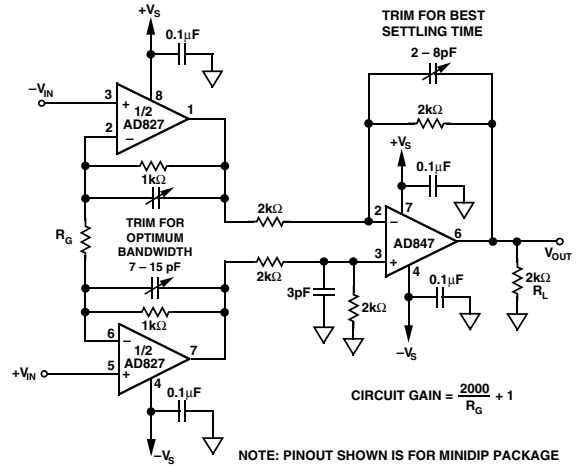 +VS
0.1μF
–VIN
3
+
8
1/2
AD827
1
2
–
1kΩ
TRIM FOR
OPTIMUM
BANDWIDTH
7 – 15 pF
RG
1kΩ
6
–
1/2
AD827
7
+VIN
5
+
4
0.1μF
–VS
TRIM FOR BEST
SETTLING TIME
2 – 8pF
2kΩ
+VS
0.1μF
2kΩ
2
–
7
AD847
6
VOUT
2kΩ
3
+
4
3pF
2kΩ
0.1μF
–VS
2kΩ
RL
CIRCUIT GAIN = 2000/RG + 1
NOTE: PINOUT SHOWN IS FOR MINIDIP PACKAGE